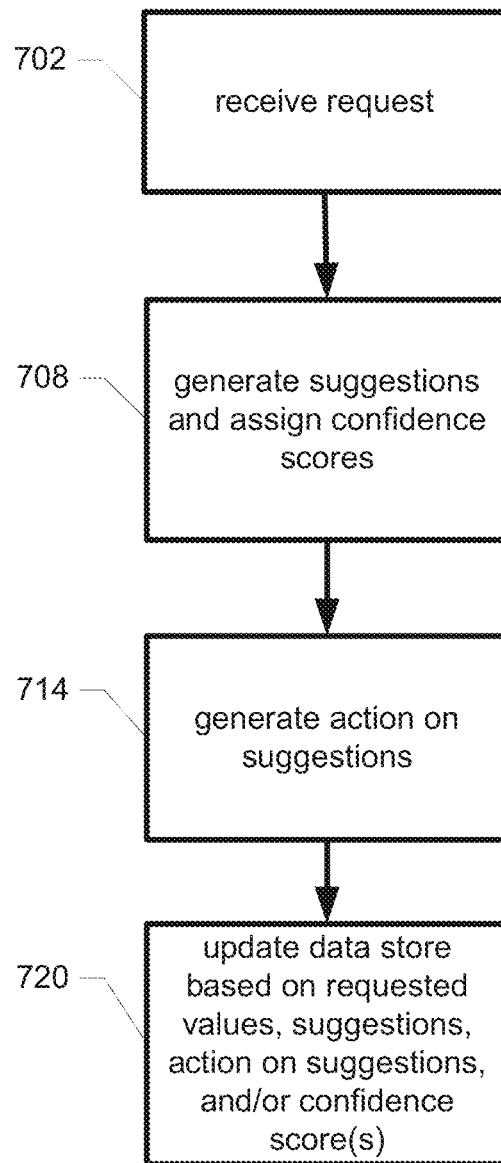 702
receive request
708
generate suggestions
and assign confidence
scores
714
generate action on
suggestions
720
update data store
based on requested
values, suggestions,
action on suggestions,
and/or confidence
score(s)